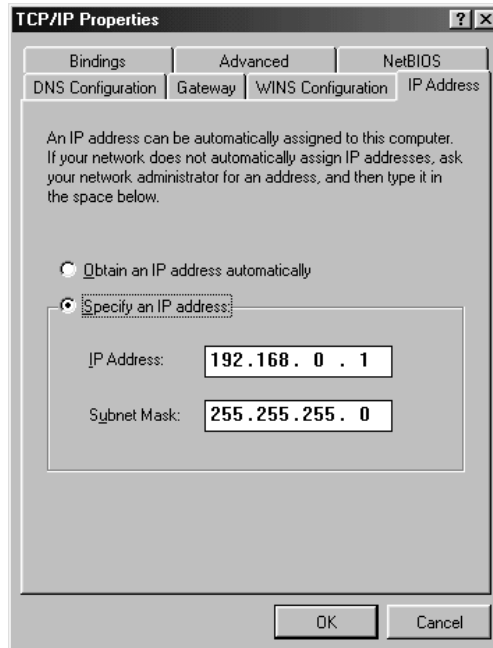 TCP/IP Properties
Bindings Advanced NetBIOS
DNS Configuration Gateway WINS Configuration IP Address
An IP address can be automatically assigned to this computer.
If your network does not automatically assign IP addresses, ask
your network administrator for an address, and then type it in
the space below.
Obtain an IP address automatically
Specify an IP address:
IP Address: 192.168. 0 . 1
Subnet Mask: 255.255.255. 0
OK Cancel